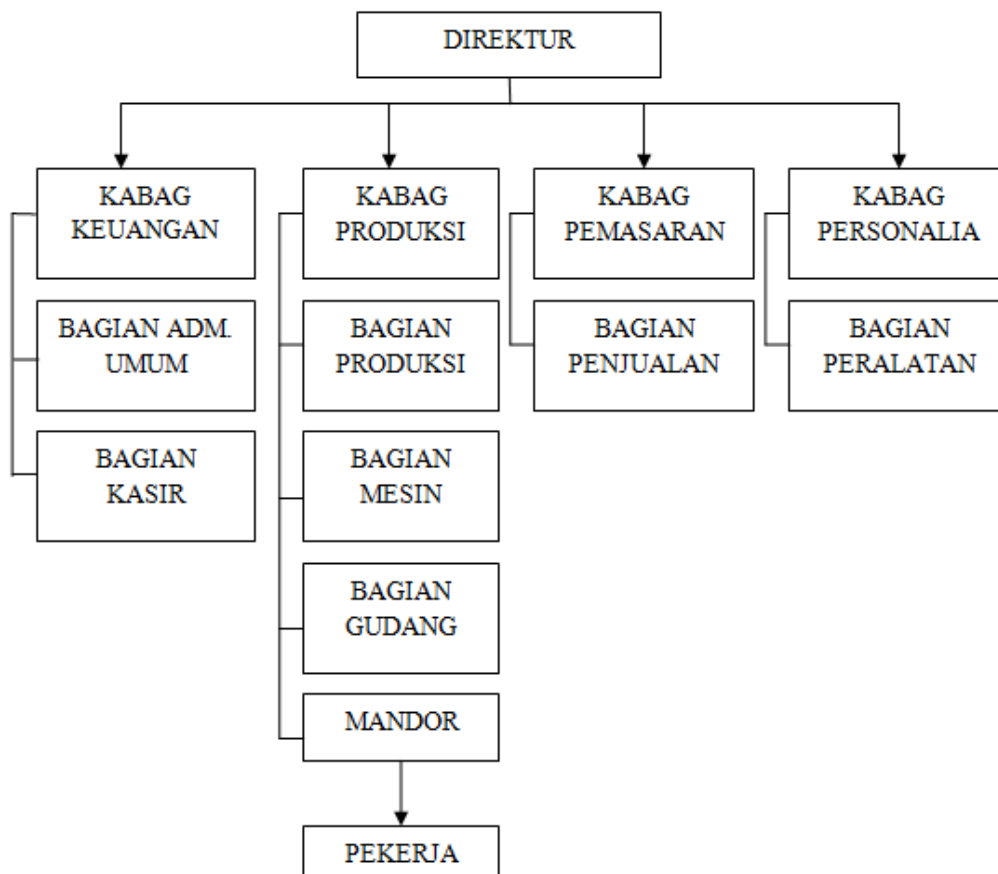 DIREKTUR
KABAG
KEUANGAN
KABAG
PRODUKSI
KABAG
PEMASARAN
KABAG
PERSONALIA
BAGIAN ADM.
UMUM
BAGIAN
PRODUKSI
BAGIAN
PENJUALAN
BAGIAN
PERALATAN
BAGIAN
KASIR
BAGIAN
MESIN
BAGIAN
GUDANG
MANDOR
PEKERJA